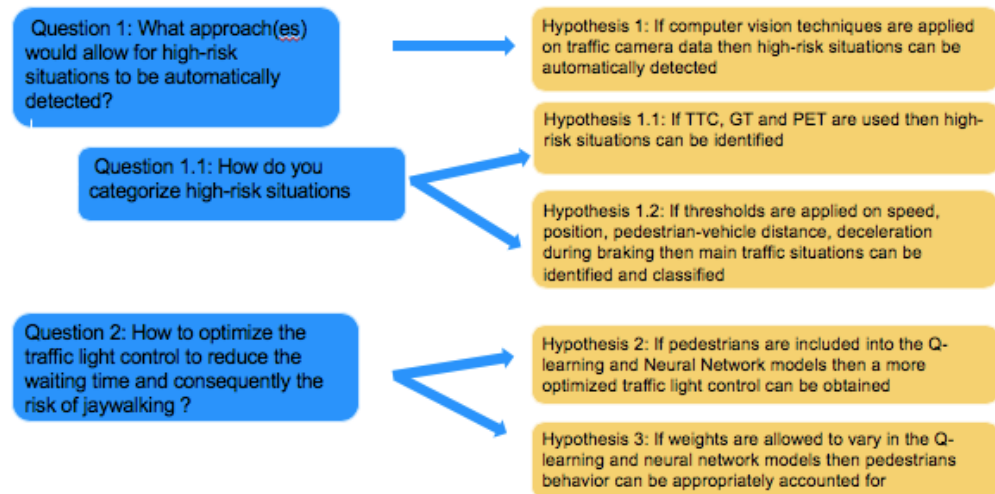 Question 1: What approach(es)
would allow for high-risk
situations to be automatically
detected?
Hypothesis 1: If computer vision techniques are applied
on traffic camera data then high-risk situations can be
automatically detected
Question 1.1: How do you
categorize high-risk situations
Hypothesis 1.1: If TTC, GT and PET are used then high-
risk situations can be identified
Hypothesis 1.2: If thresholds are applied on speed,
position, pedestrian-vehicle distance, deceleration
during braking then main traffic situations can be
identified and classified
Question 2: How to optimize the
traffic light control to reduce the
waiting time and consequently the
risk of jaywalking ?
Hypothesis 2: If pedestrians are included into the Q-
learning and Neural Network models then a more
optimized traffic light control can be obtained
Hypothesis 3: If weights are allowed to vary in the Q-
learning and neural network models then pedestrians
behavior can be appropriately accounted for